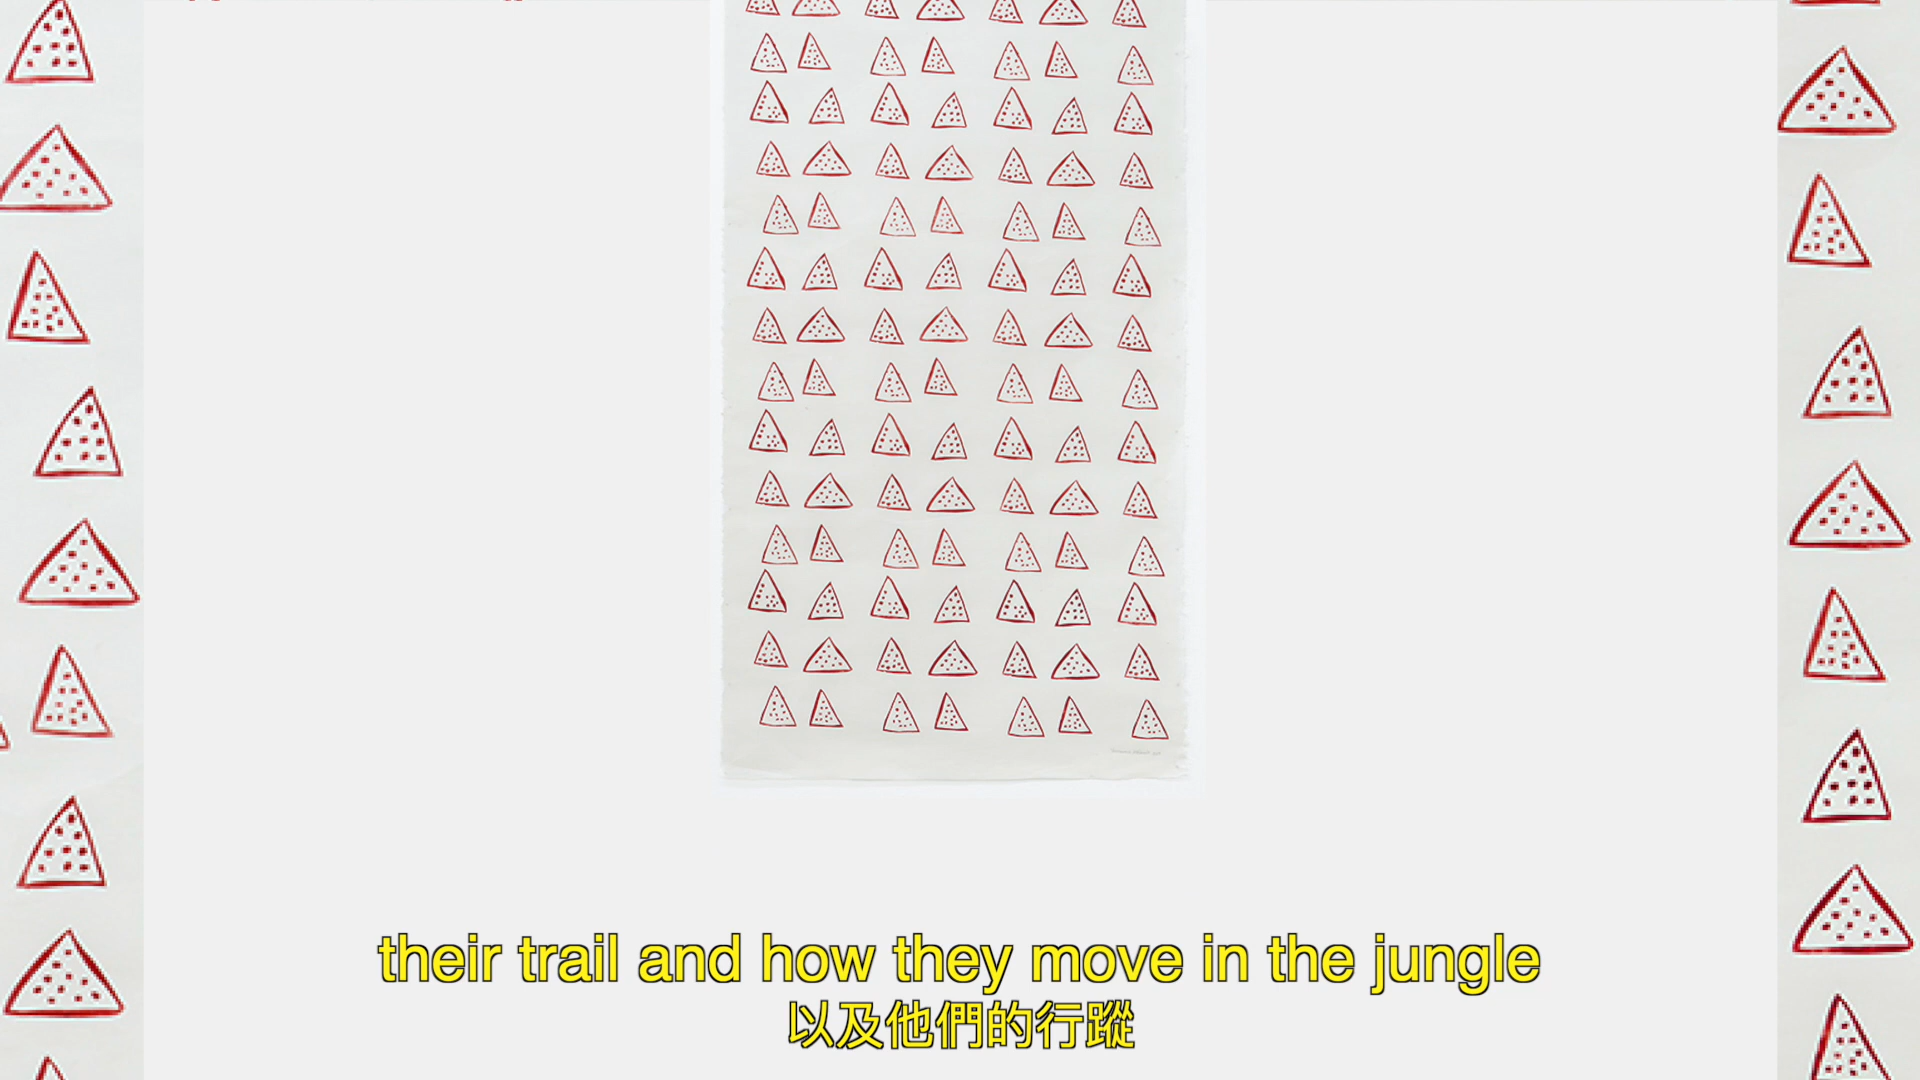 their trail and how they move in the jungle
以及他們的行蹤